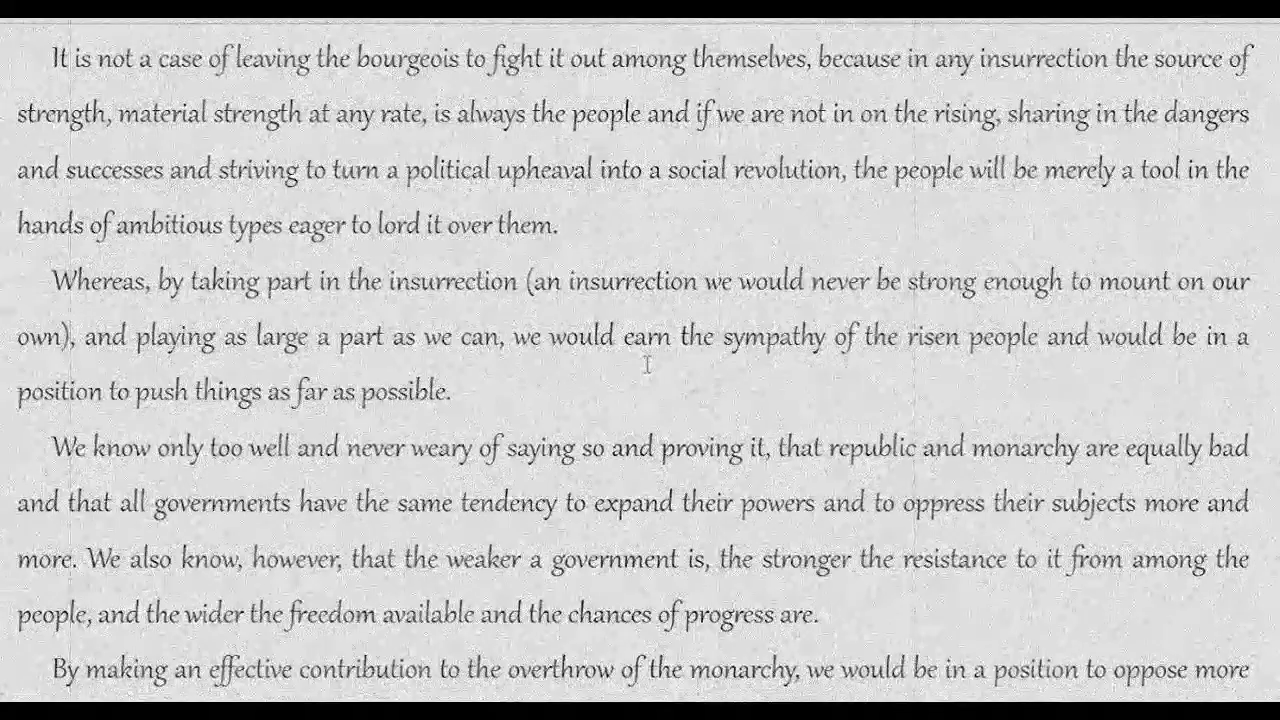 It is not a case of leaving the bourgeois to fight it out among themselves, because in any insurrection the source of
strength, material strength at any rate, is always the people and if we are not in on the rising, sharing in the dangers
and successes and striving to turn a political upheaval into a social revolution, the people will be merely a tool in the
hands of ambitious types eager to lord it over them.
Whereas, by taking part in the insurrection (an insurrection we would never be strong enough to mount on our
own), and playing as large a part as we can, we would earn the sympathy of the risen people and would be in a
position to push things as far as possible.
We know only too well and never weary of saying so and proving it, that republic and monarchy are equally bad
and that all governments have the same tendency to expand their powers and to oppress their subjects more and
more. We also know, however, that the weaker a government is, the stronger the resistance to it from among the
people, and the wider the freedom available and the chances of progress are.
By making an effective contribution to the overthrow of the monarchy, we would be in a position to oppose more